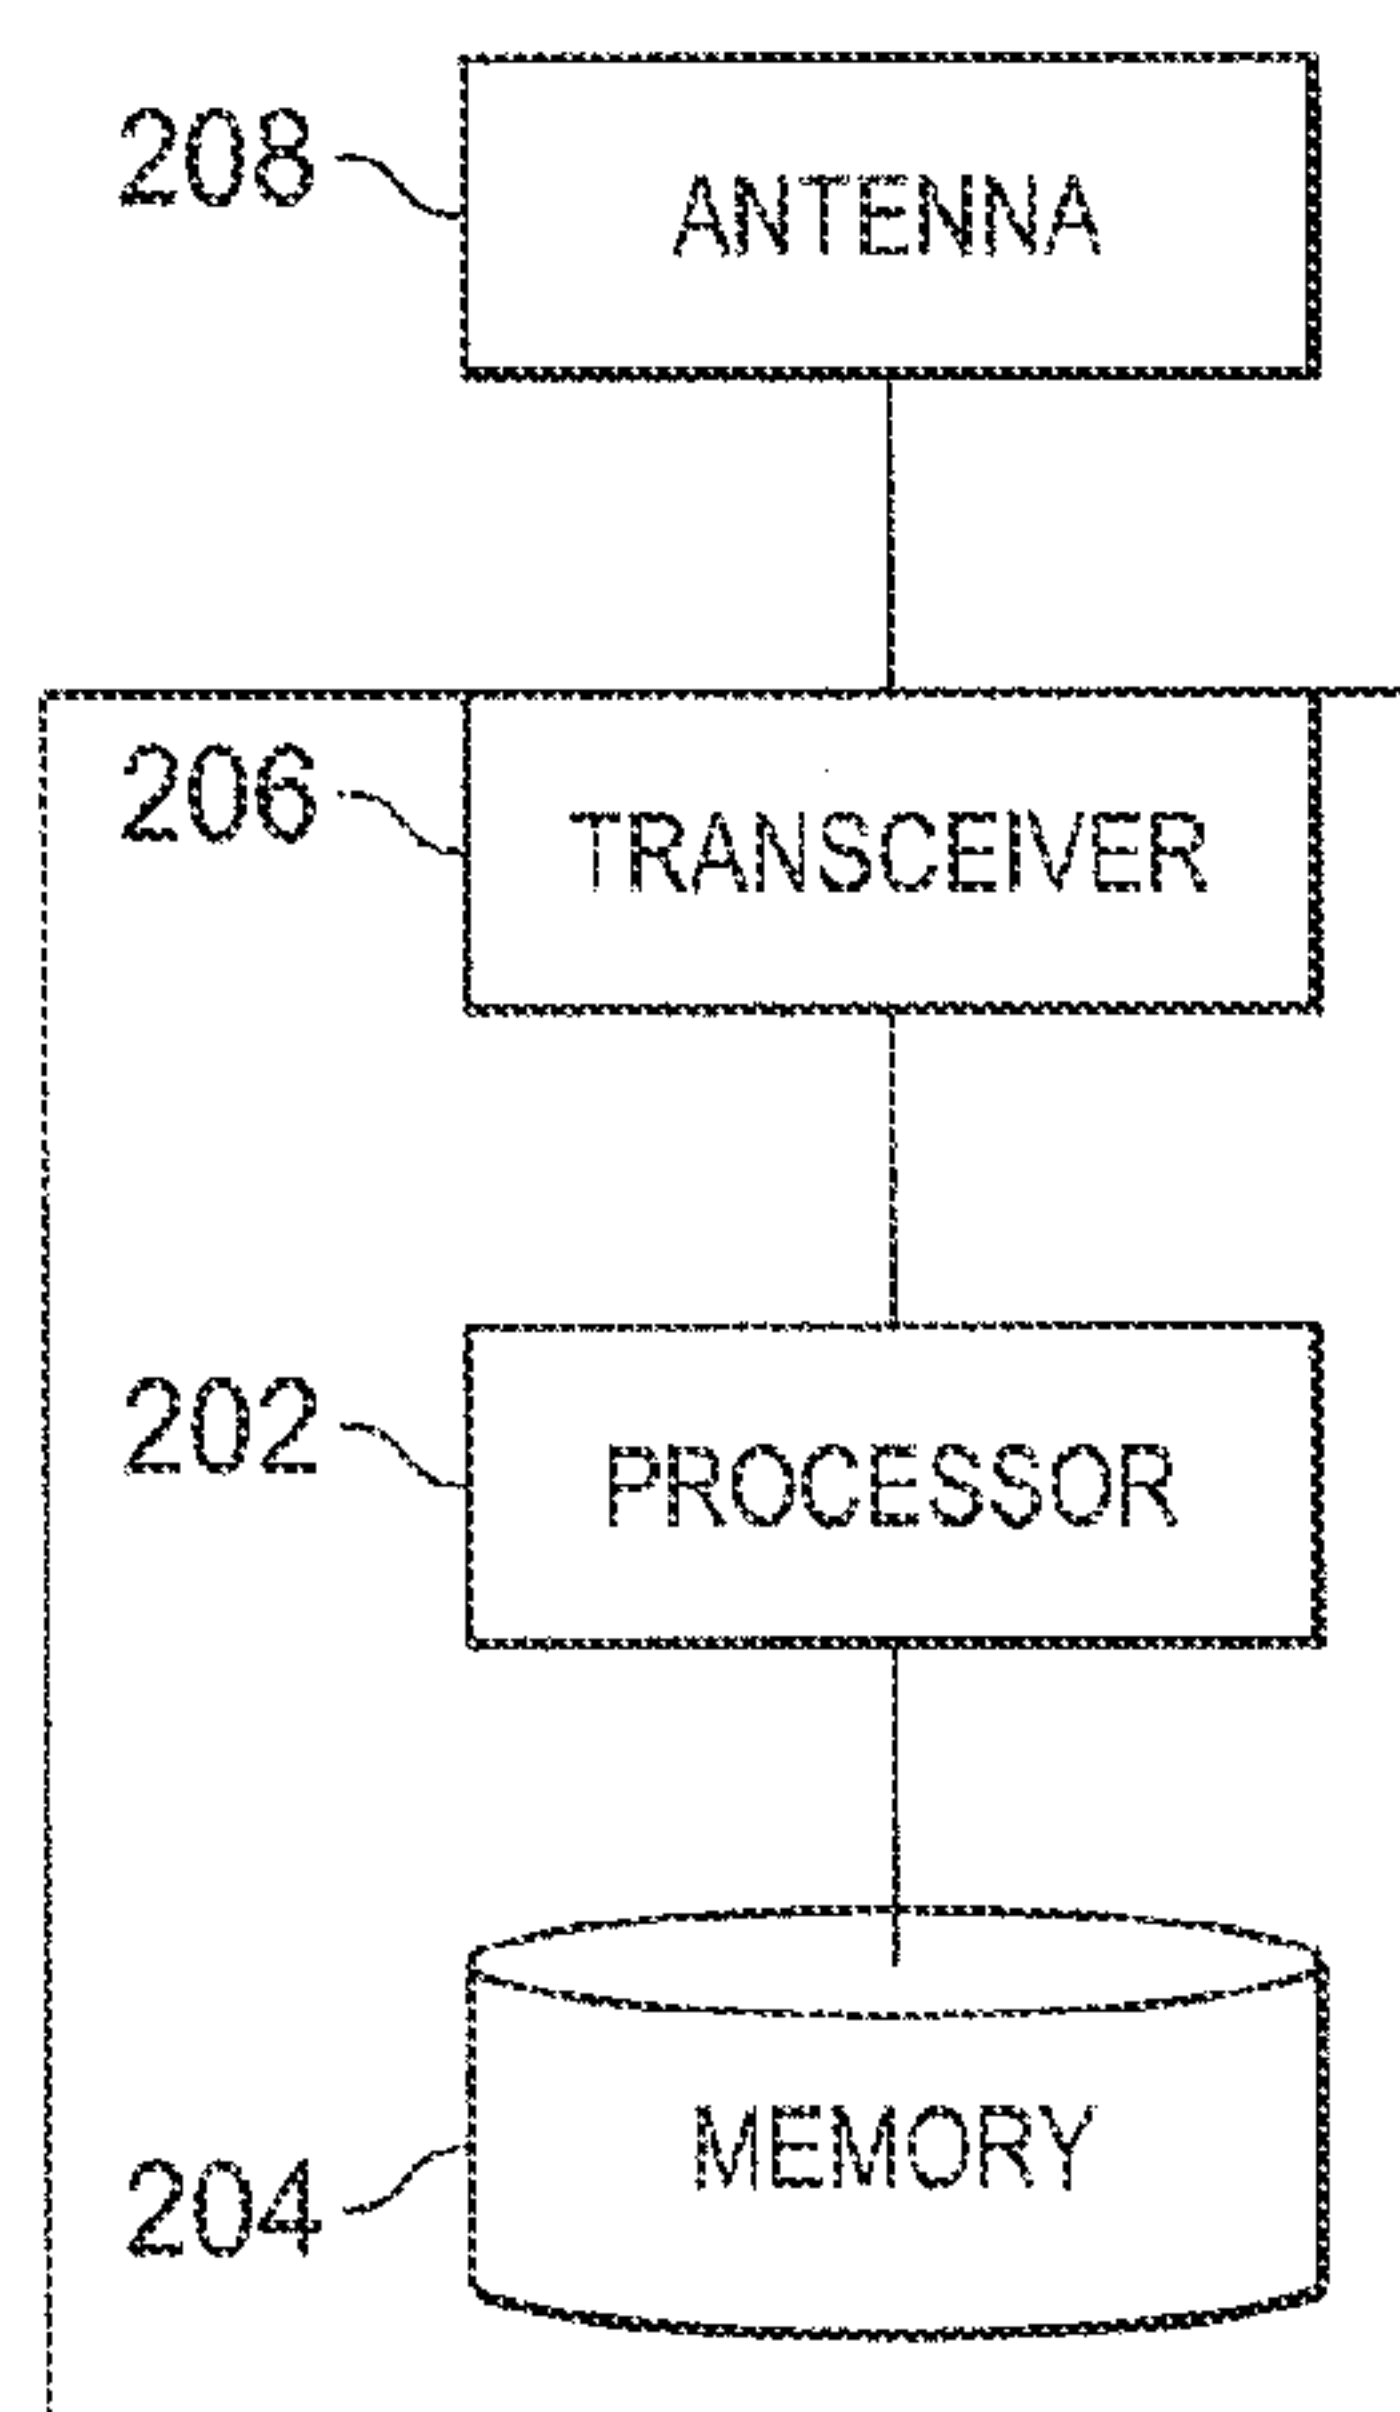 208
ANTENNA
206
TRANSCEIVER
202
PROCESSOR
MEMORY
204